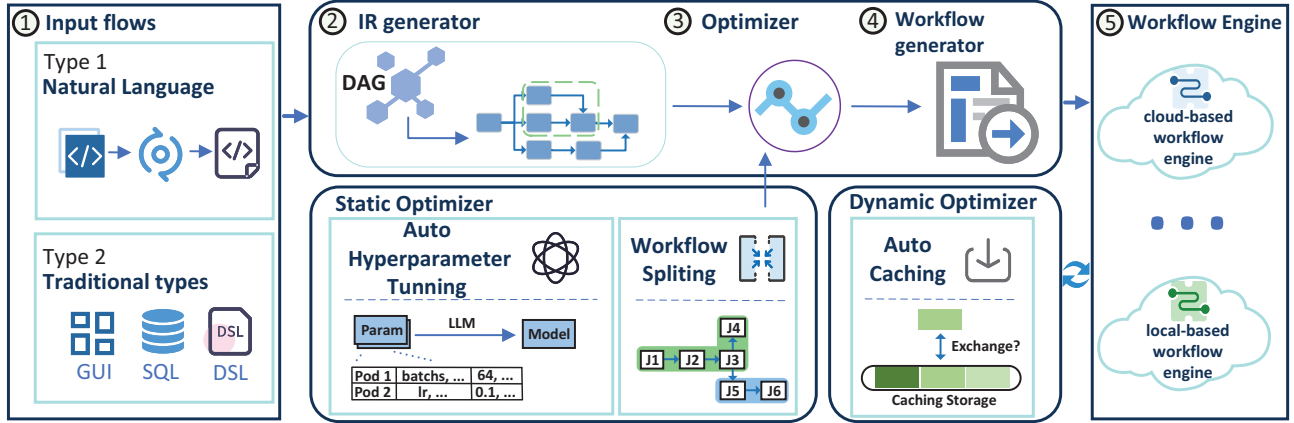 1 Input flows
Type 1
Natural Language
</>
</>
Type 2
Traditional types
DSL
GUI
SQL
DSL
2 IR generator
DAG
3 Optimizer
4 Workflow
generator
Static Optimizer
Auto
Hyperparameter
Tunning
Param
LLM
Model
Pod 1 batchs, ... 64, ...
Pod 2 lr, ... 0.1, ...
Workflow
Spliting
J4
J1 J2 J3
J5 J6
Dynamic Optimizer
Auto
Caching
Exchange?
Caching Storage
5 Workflow Engine
cloud-based
workflow
engine
local-based
workflow
engine